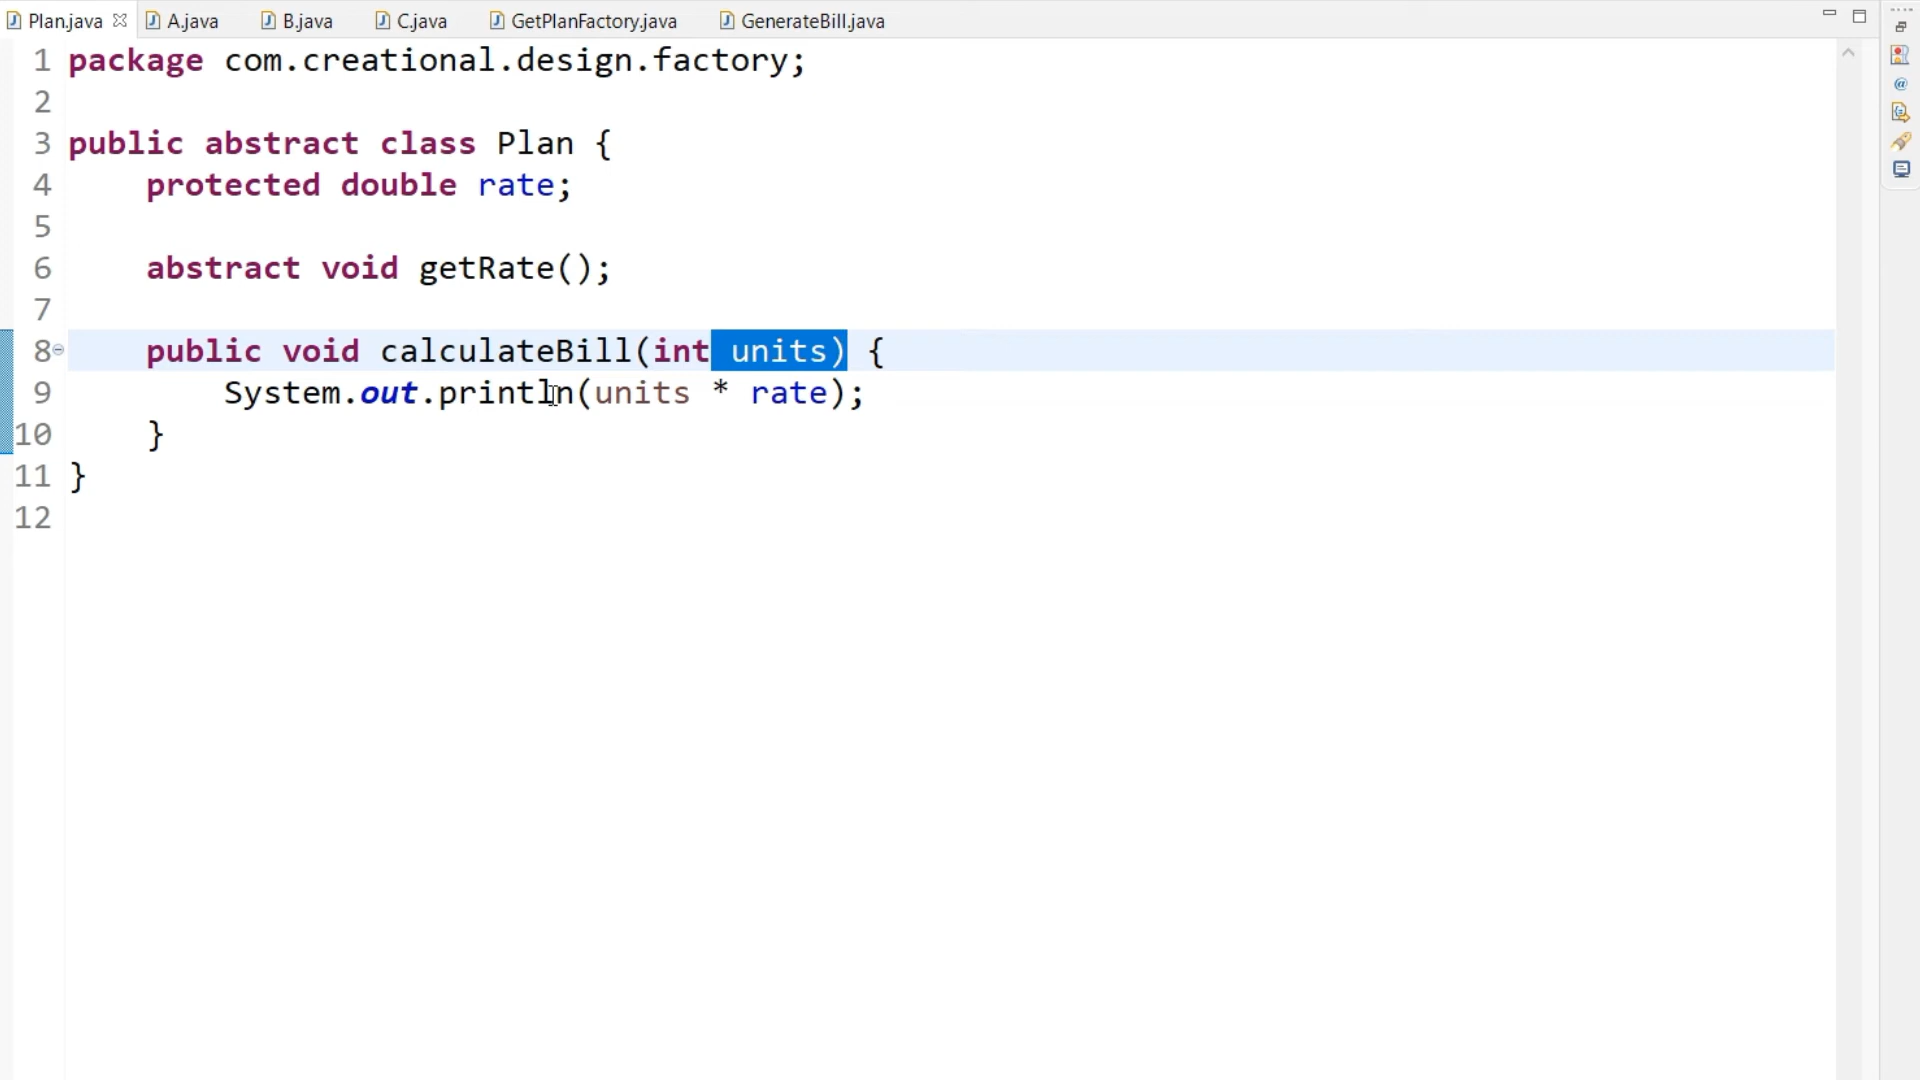 Plan.java A.java B.java C.java GetPlanFactory.java GenerateBill.java
1 package com.creational.design.factory;
2
3 public abstract class Plan {
4 protected double rate;
5
6 abstract void getRate();
7
8 public void calculateBill(int units) {
9 System.out.println(units * rate);
10 }
11 }
12